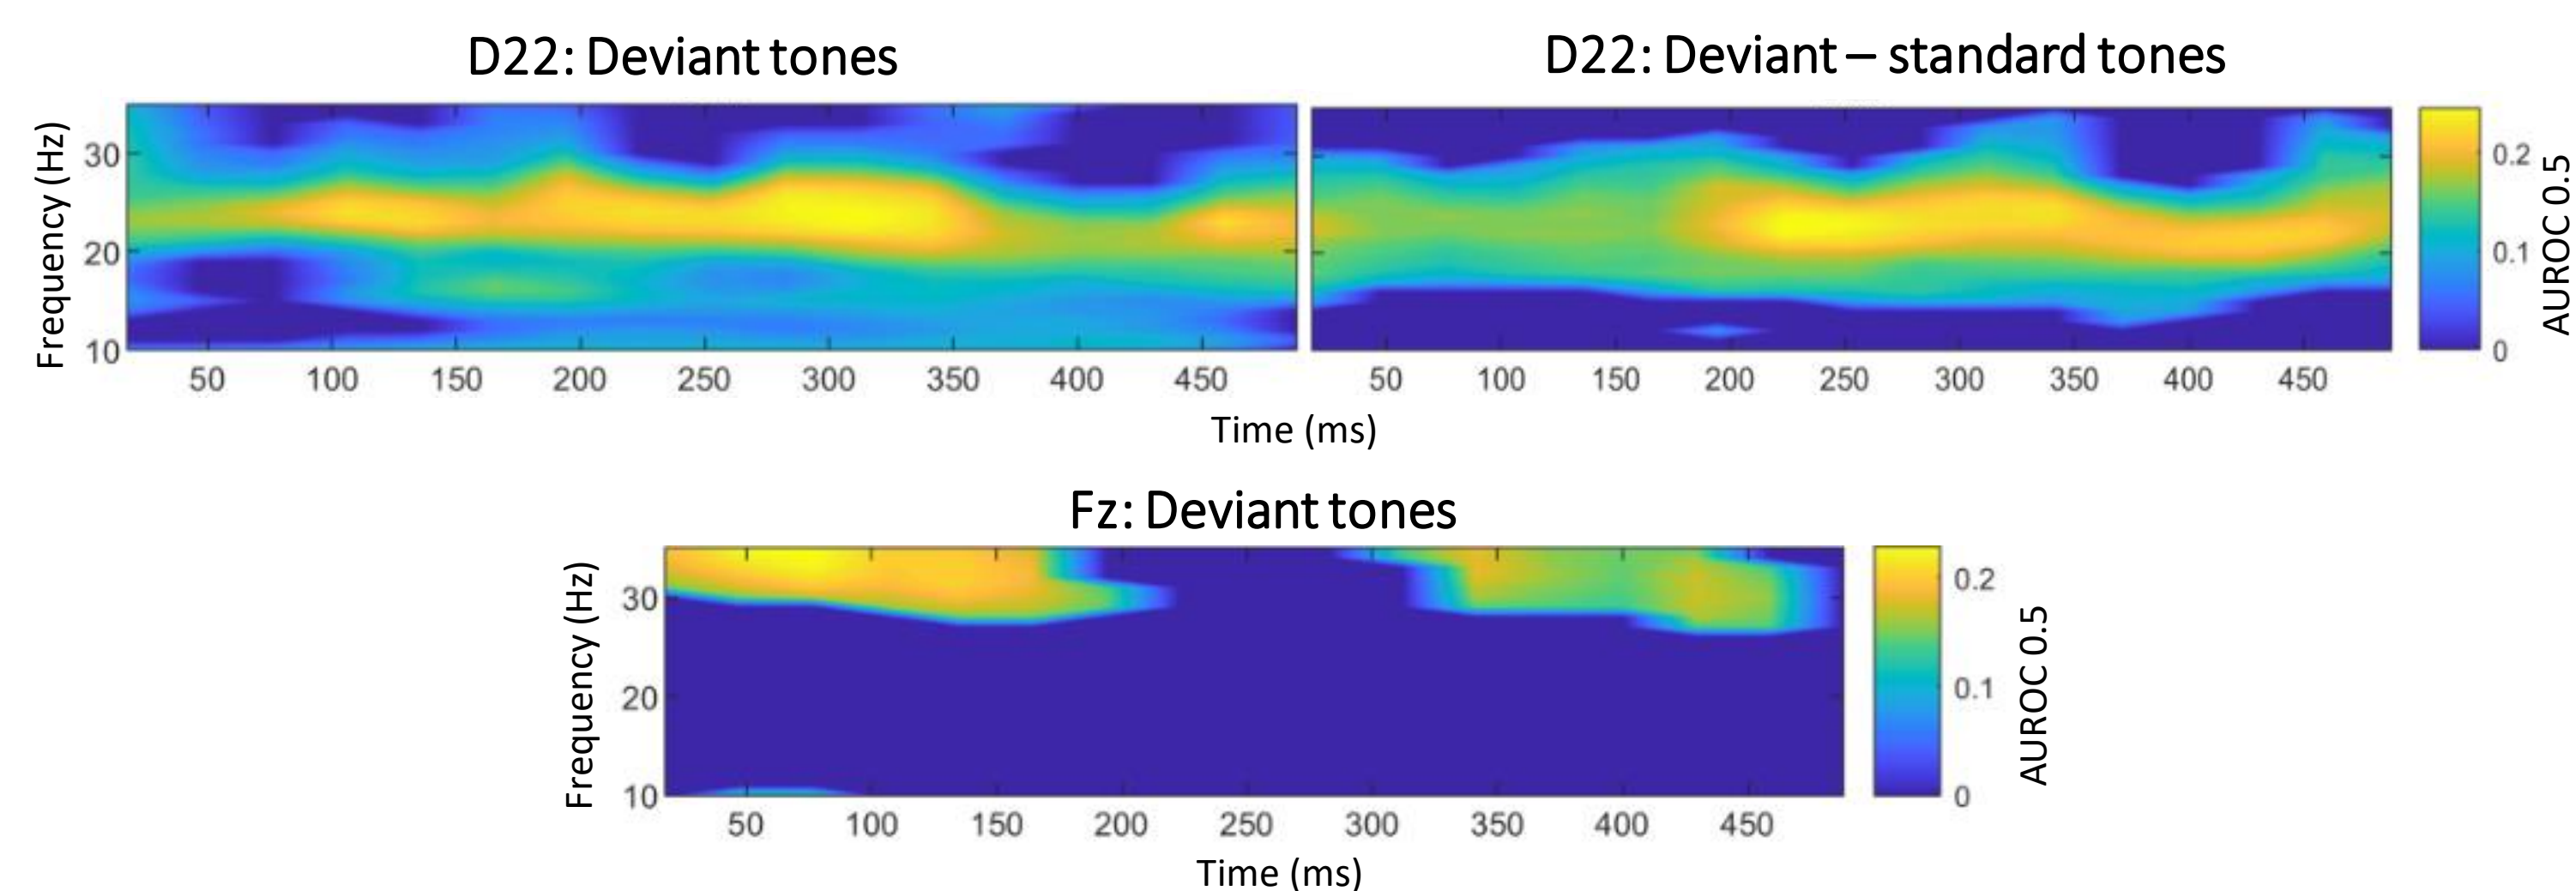 D22: Deviant tones
D22: Deviant – standard tones
Frequency (Hz)
30
20
10
50 100 150 200 250 300 350 400 450
50 100 150 200 250 300 350 400 450
0.2
0.1
0
AUROC 0.5
Time (ms)
Fz: Deviant tones
Frequency (Hz)
30
20
10
50 100 150 200 250 300 350 400 450
0.2
0.1
0
AUROC 0.5
Time (ms)